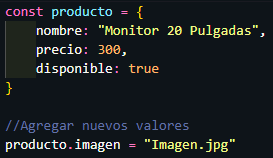 const producto = {
    nombre: "Monitor 20 Pulgadas",
    precio: 300,
    disponible: true
}

//Agregar nuevos valores
producto.imagen = "Imagen.jpg"